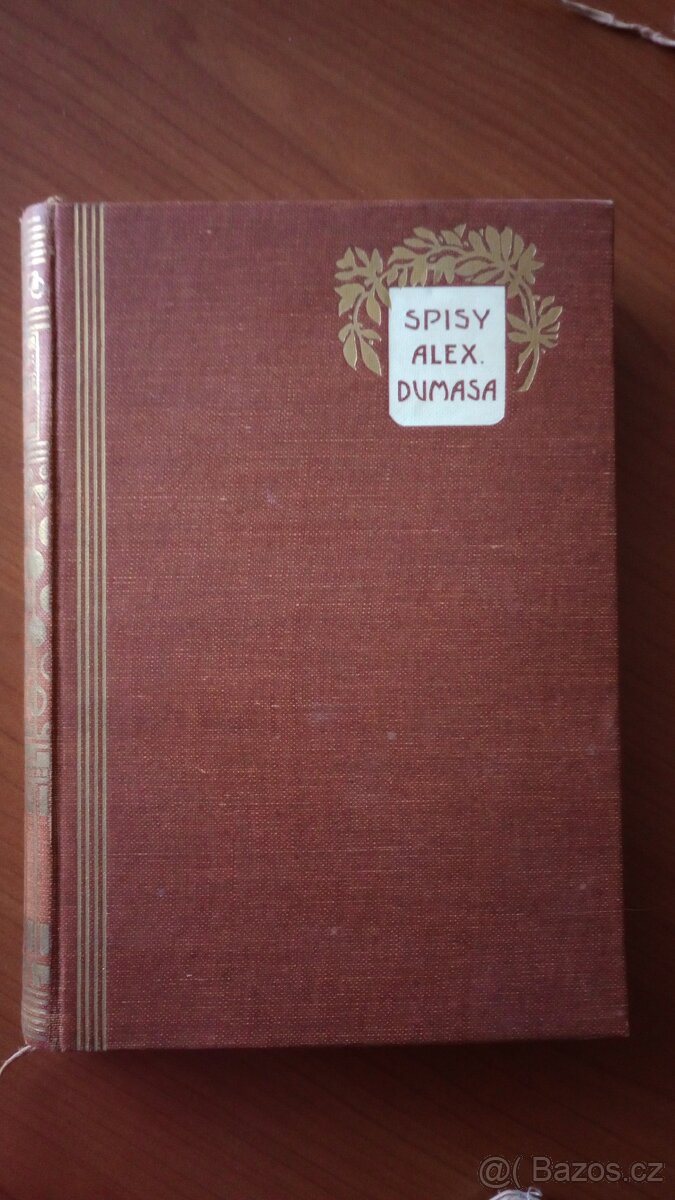 SPISY
ALEX.
DUMASA
@( Bazos.cz